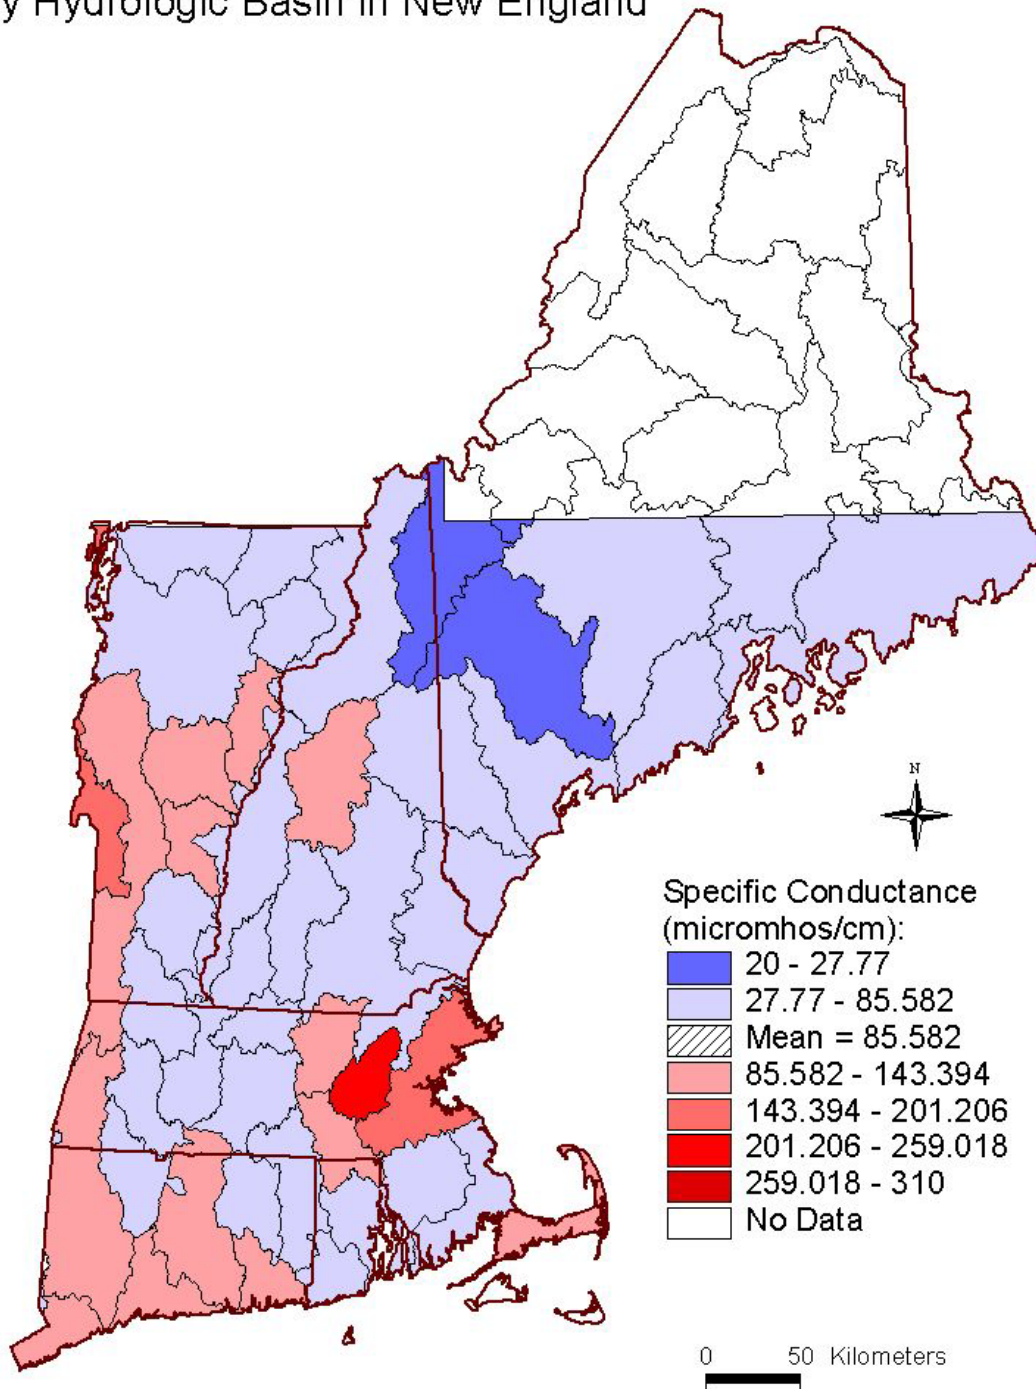 y Hydrologic Basin in New England
N
Specific Conductance
(micromhos/cm):
20 - 27.77
27.77 - 85.582
Mean = 85.582
85.582 - 143.394
143.394 - 201.206
201.206 - 259.018
259.018 - 310
No Data
0 50 Kilometers